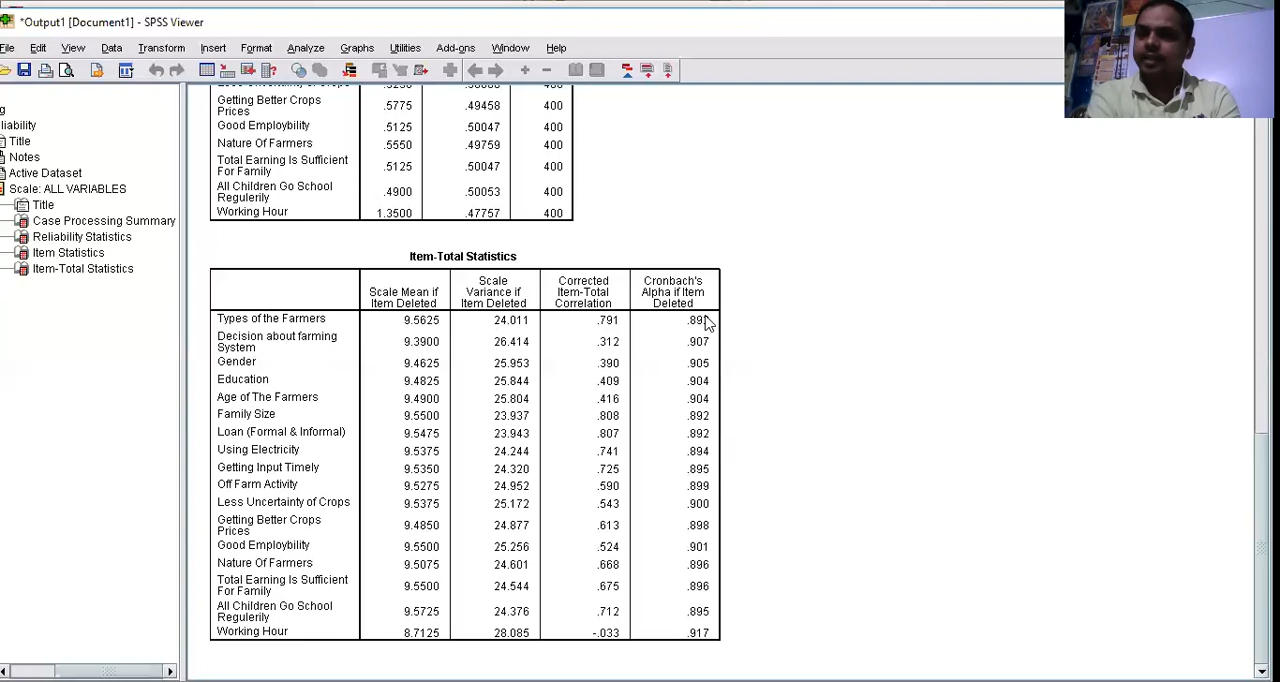 *Output1 [Document1] - SPSS Viewer
File Edit View Data Transform Insert Format Graphs Analyze Utilities Add-ons Window Help
Title
Notes
Active Dataset
Scale: ALL VARIABLES
Title
Case Processing Summary
Reliability Statistics
Item Statistics
Item-Total Statistics
Getting Better Crops Prices .5775 .49458 400
Good Employbility .5125 .50047 400
Nature Of Farmers .5550 .49759 400
Total Earning Is Sufficient For Family .5125 .50047 400
All Children Go School Regulerily .4900 .50053 400
Working Hour 1.3500 .47757 400
Item-Total Statistics
Scale Mean if Item Deleted Scale Variance if Item Deleted Corrected Item-Total Correlation Cronbach's Alpha if Item Deleted
Types of the Farmers 9.5625 24.011 .791
Decision about farming System 9.3900 26.414 .312 .907
Gender 9.4625 25.953 .390 .905
Education 9.4825 25.844 .409 .904
Age of The Farmers 9.4900 25.804 .416 .904
Family Size 9.5500 23.937 .808 .892
Loan (Formal & Informal) 9.5475 23.943 .807 .892
Using Electricity 9.5375 24.244 .741 .894
Getting Input Timely 9.5350 24.320 .725 .895
Off Farm Activity 9.5275 24.952 .590 .899
Less Uncertainty of Crops 9.5375 25.172 .543 .900
Getting Better Crops Prices 9.4850 24.877 .613 .898
Good Employbility 9.5500 25.256 .524 .901
Nature Of Farmers 9.5075 24.601 .668 .896
Total Earning Is Sufficient For Family 9.5500 24.544 .675 .896
All Children Go School Regulerily 9.5725 24.376 .712 .895
Working Hour 8.7125 28.085 -.033 .917